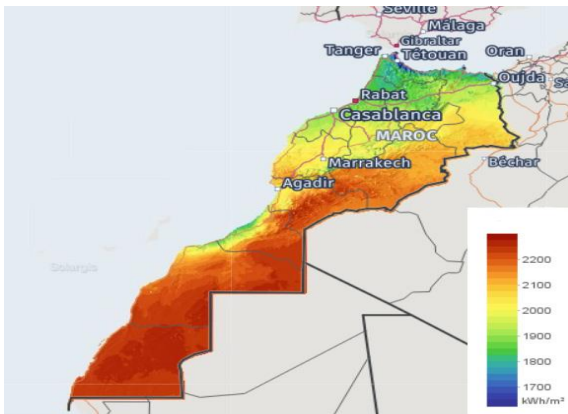 Séville
Málaga
Gibraltar
Tanger
Tétouan
Oran
Oujda
Rabat
Casablanca
MAROC
Marrakech
Béchar
Agadir
Solargis
2200
2100
2000
1900
1800
1700
kWh/m²